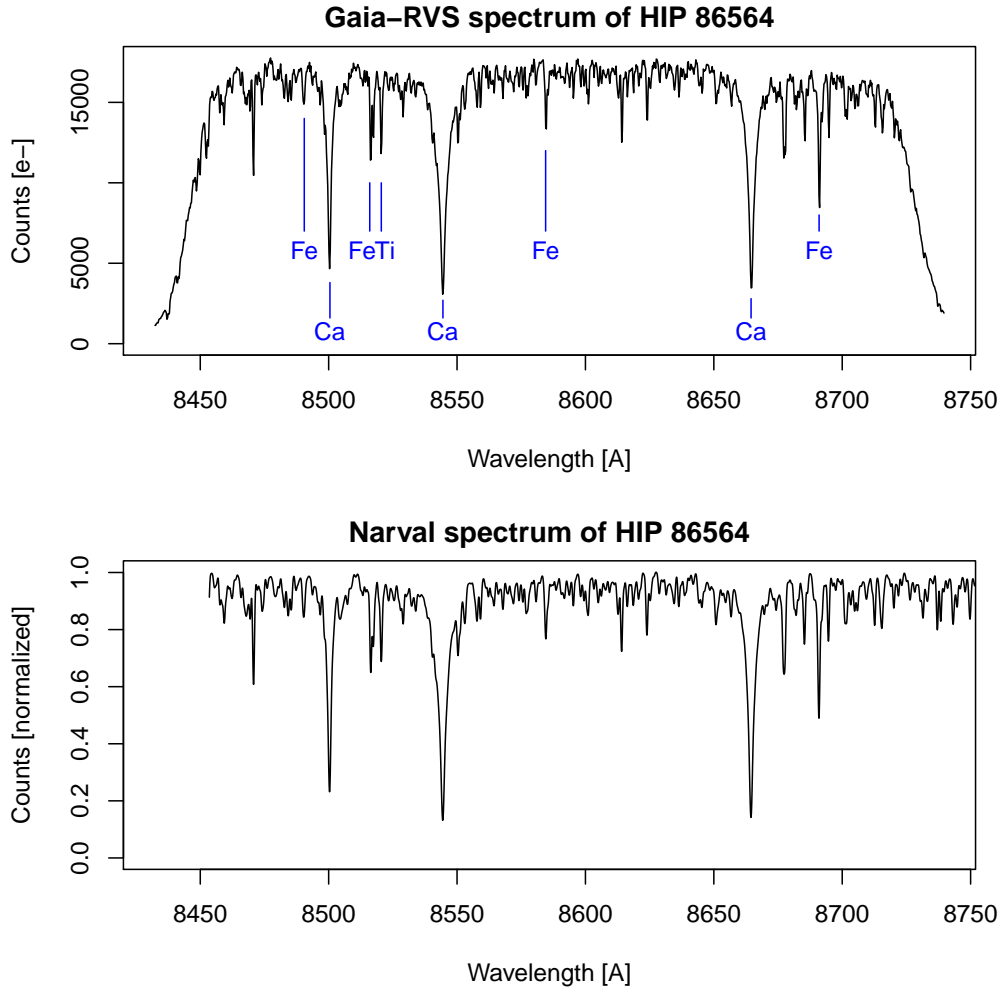 Gaia−RVS spectrum of HIP 86564
Counts [e−]
15000
5000
0
Fe
Fe
Ti
Fe
Fe
Ca
Ca
Ca
8450 8500 8550 8600 8650 8700 8750
Wavelength [A]
Narval spectrum of HIP 86564
Counts [normalized]
1.0
0.8
0.6
0.4
0.2
0.0
8450 8500 8550 8600 8650 8700 8750
Wavelength [A]